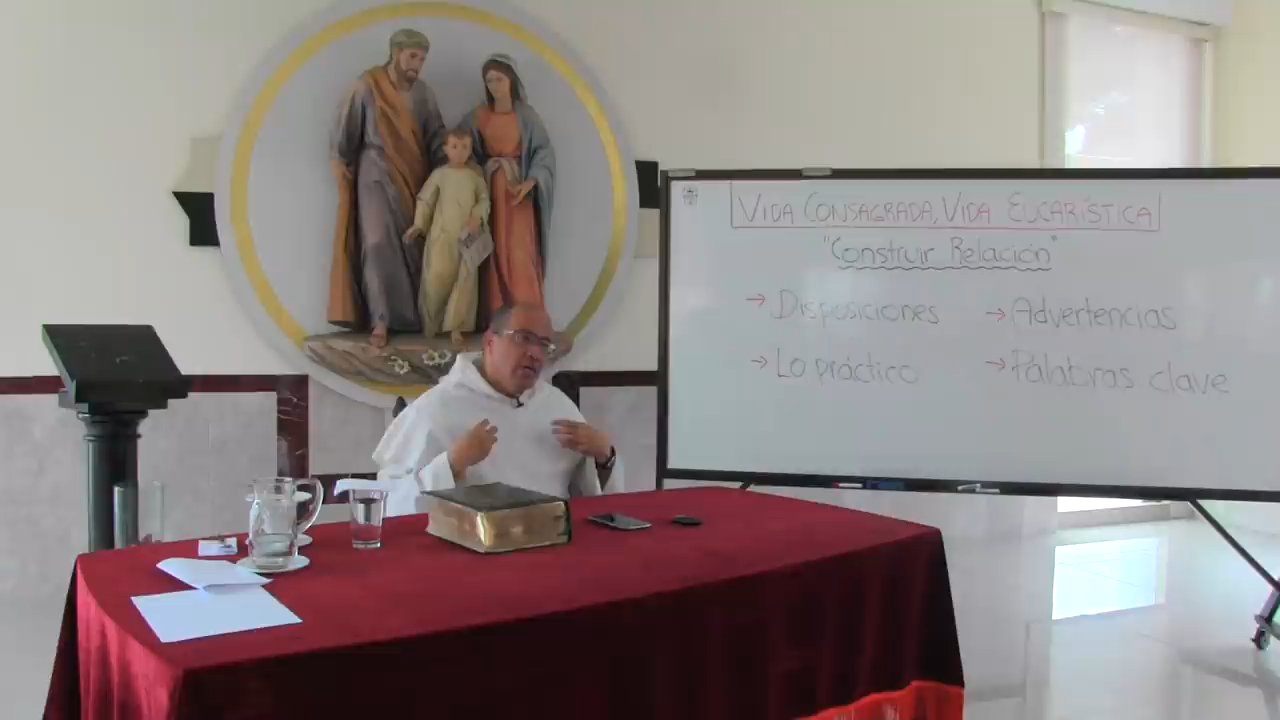 VIDA CONSAGRADA, VIDA EUCARÍSTICA
"Construir Relación"
→ Disposiciones → Advertencias
→ Lo práctico → Palabras clave